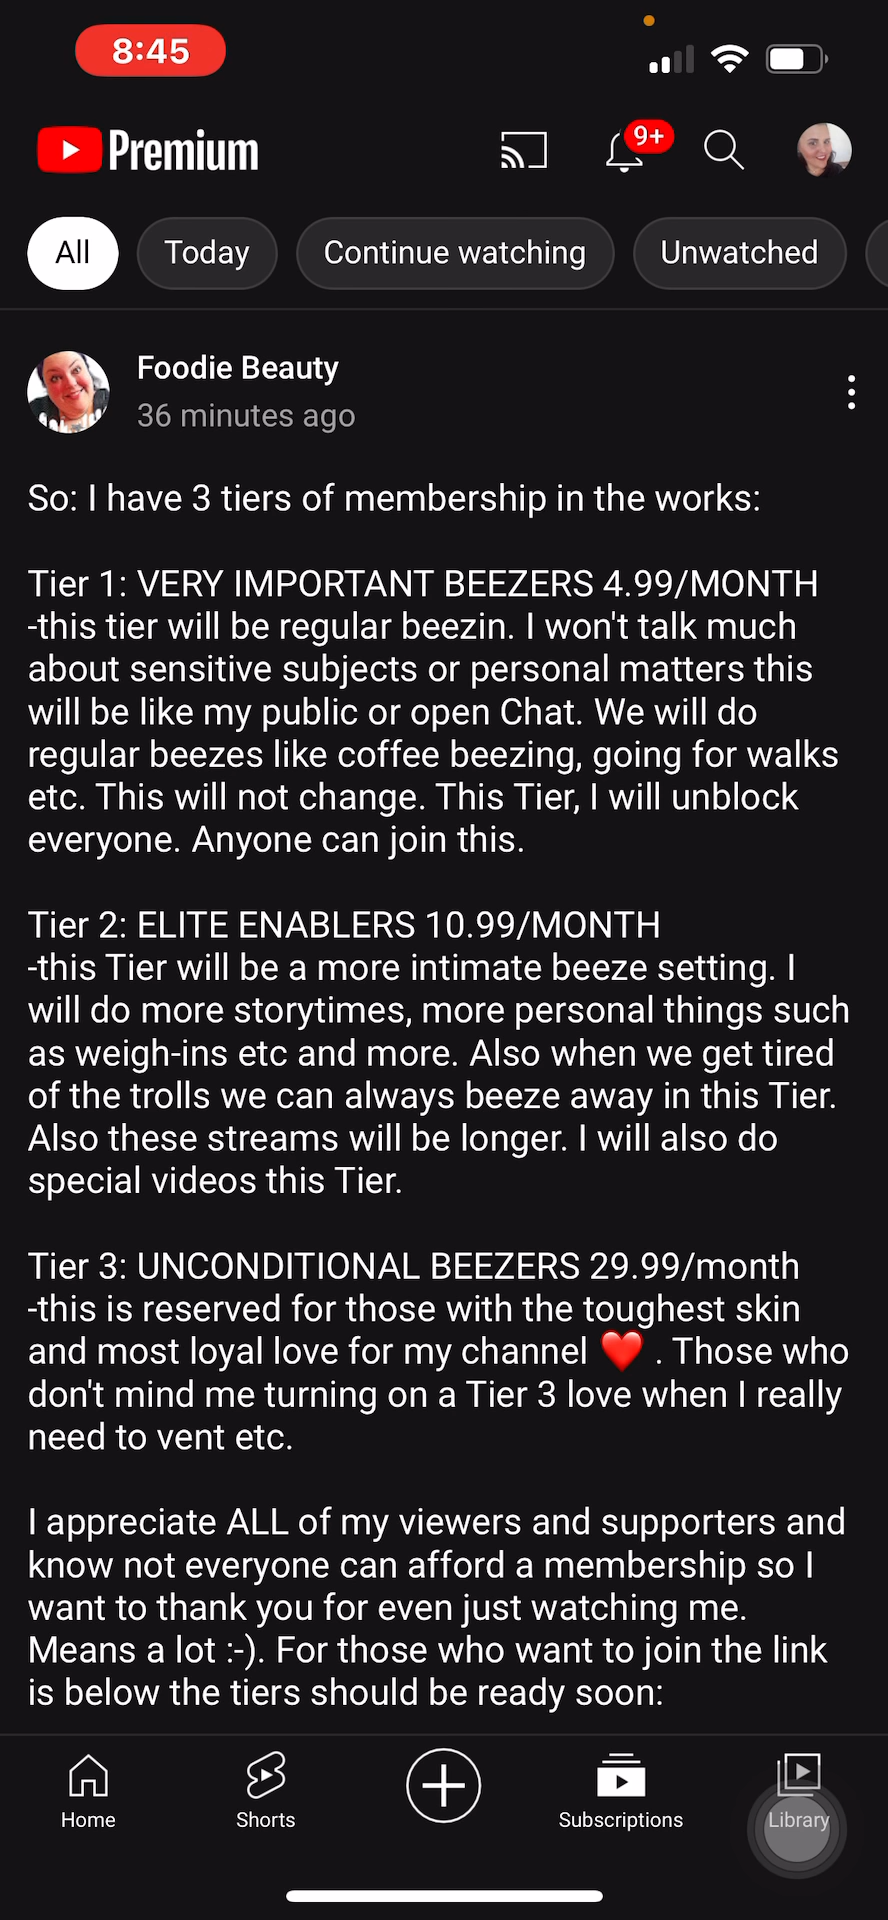 8:45
Premium
9+
All
Today
Continue watching
Unwatched
Foodie Beauty
36 minutes ago
So: I have 3 tiers of membership in the works:
Tier 1: VERY IMPORTANT BEEZERS 4.99/MONTH
-this tier will be regular beezin. I won't talk much
about sensitive subjects or personal matters this
will be like my public or open Chat. We will do
regular beezes like coffee beezing, going for walks
etc. This will not change. This Tier, I will unblock
everyone. Anyone can join this.
Tier 2: ELITE ENABLERS 10.99/MONTH
-this Tier will be a more intimate beeze setting. I
will do more storytimes, more personal things such
as weigh-ins etc and more. Also when we get tired
of the trolls we can always beeze away in this Tier.
Also these streams will be longer. I will also do
special videos this Tier.
Tier 3: UNCONDITIONAL BEEZERS 29.99/month
-this is reserved for those with the toughest skin
and most loyal love for my channel ❤️ . Those who
don't mind me turning on a Tier 3 love when I really
need to vent etc.
I appreciate ALL of my viewers and supporters and
know not everyone can afford a membership so I
want to thank you for even just watching me.
Means a lot :-). For those who want to join the link
is below the tiers should be ready soon:
Home
Shorts
Subscriptions
Library